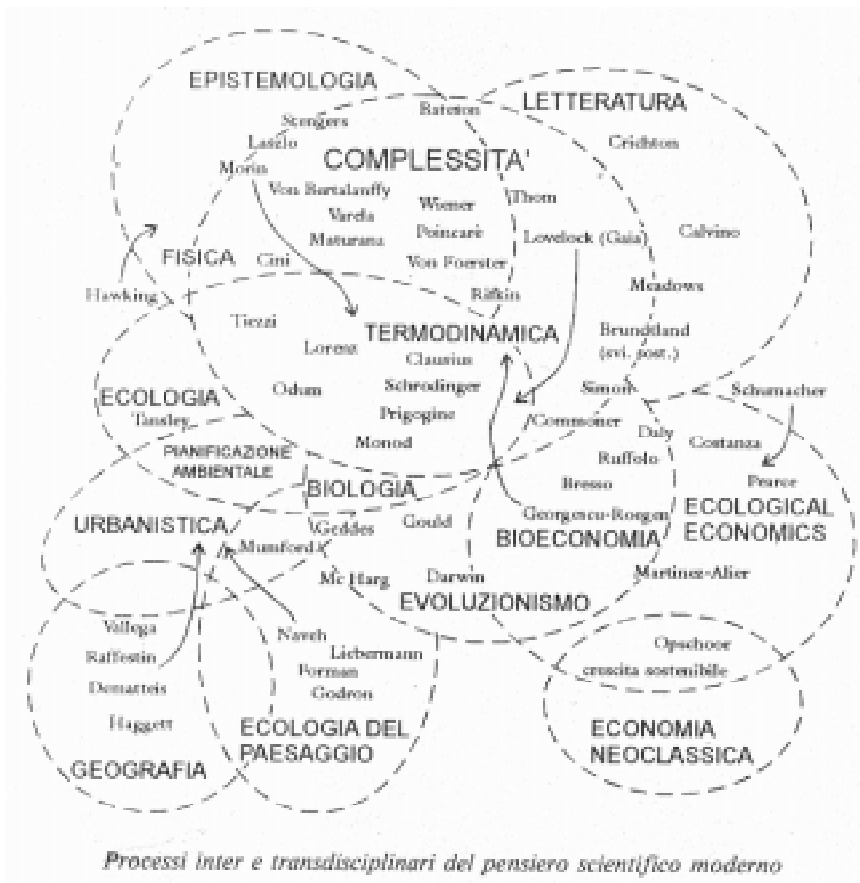 EPISTEMOLOGIA
LETTERATURA
Bateson
Stengers
Crichton
Laszlo
COMPLESSITA'
Morin
Von Bertalanffy
Thom
Wiener
Varela
Poincarè
Calvino
Maturana
Lovelock (Gaia)
FISICA
Cini
Von Foerster
Hawking
Rifkin
Meadows
Tiezzi
TERMODINAMICA
Brundtland
(svi. sost.)
Lorenz
Clausius
ECOLOGIA
Odum
Schrodinger
Simon
Schumacher
Tansley
Prigogine
Commoner
Daly
Monod
Costanza
PIANIFICAZIONE
AMBIENTALE
Ruffolo
BIOLOGIA
Bresso
Pearce
URBANISTICA
Geddes
Gould
Georgescu-Roegen
ECOLOGICAL
ECONOMICS
Mumford
BIOECONOMIA
Mc Harg
Darwin
Martinez-Alier
EVOLUZIONISMO
Vallega
Naveh
Opschoor
Raffestin
Liebermann
Forman
crescita sostenibile
Dematteis
Godron
Haggett
ECOLOGIA DEL
PAESAGGIO
ECONOMIA
NEOCLASSICA
GEOGRAFIA
Processi inter e transdisciplinari del pensiero scientifico moderno